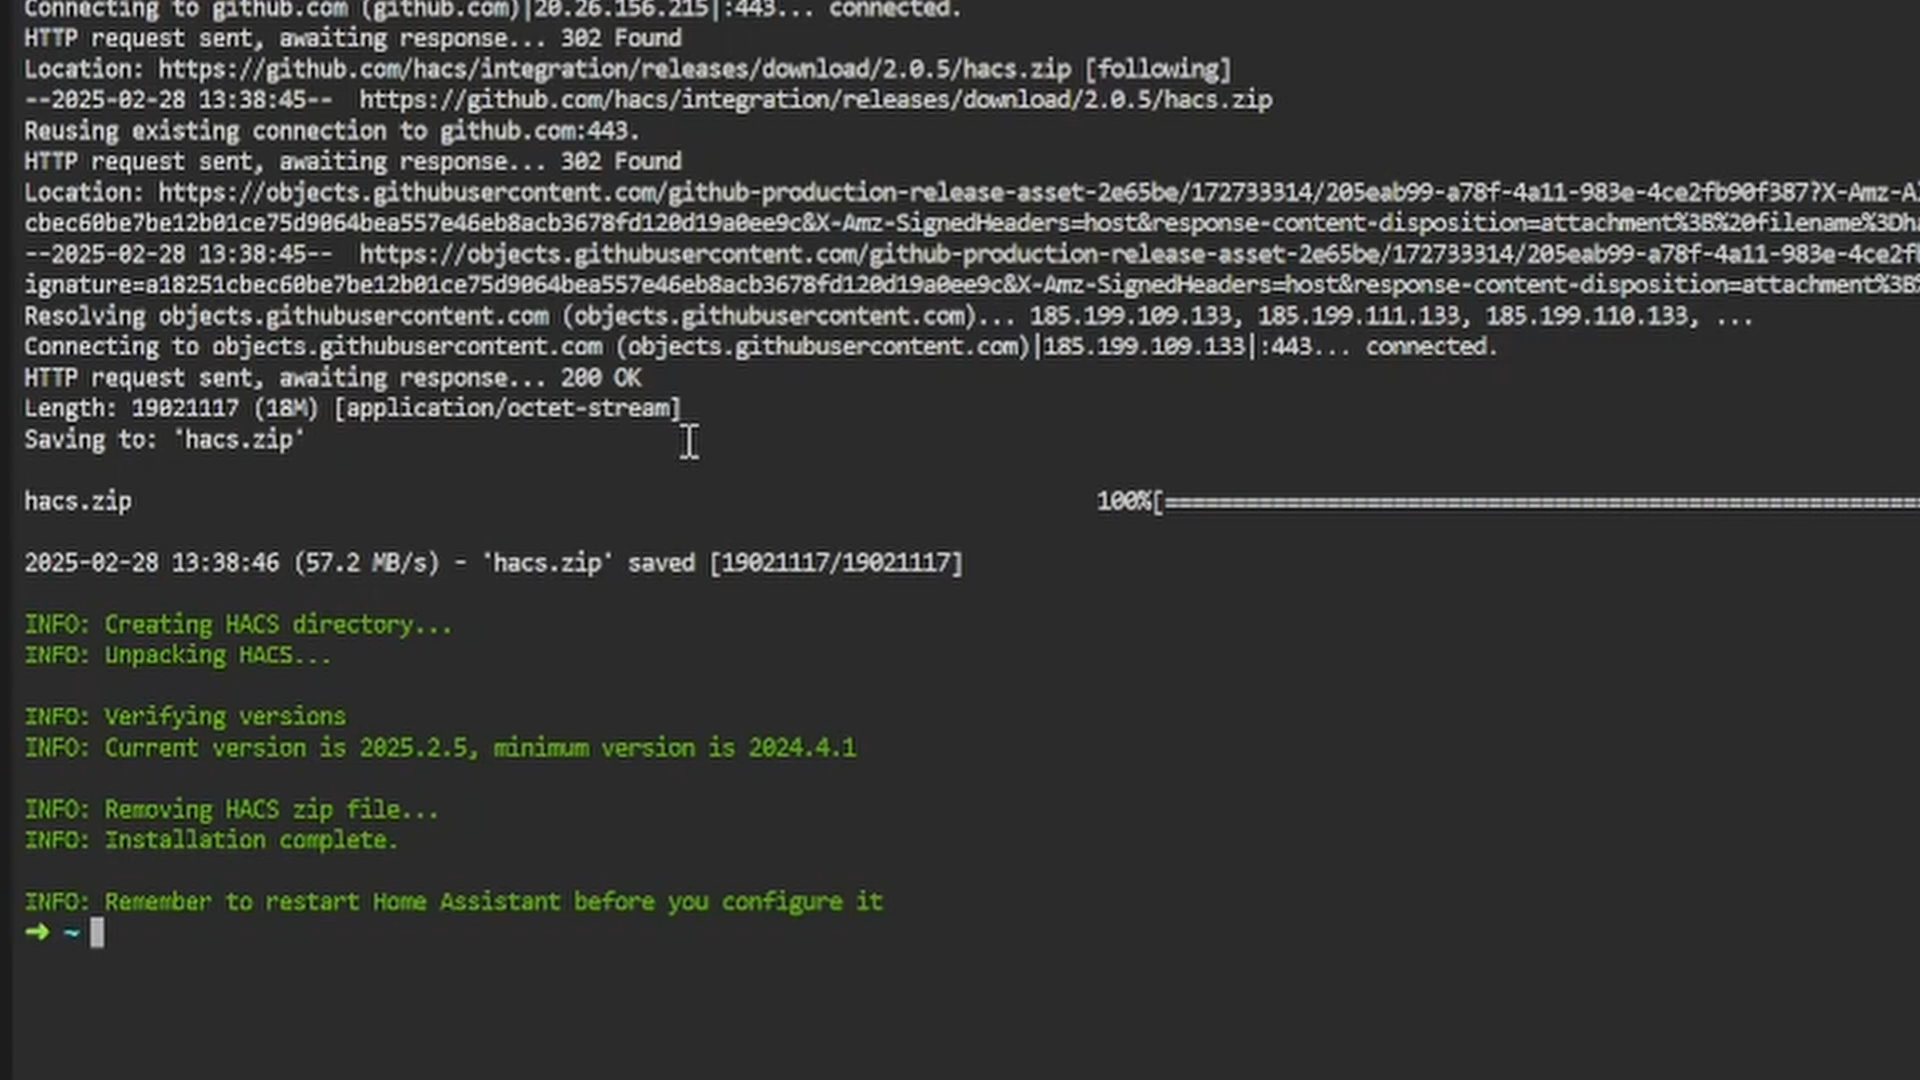 Connecting to github.com (github.com)|20.26.156.215|:443... connected.
HTTP request sent, awaiting response... 302 Found
Location: https://github.com/hacs/integration/releases/download/2.0.5/hacs.zip [following]
--2025-02-28 13:38:45--  https://github.com/hacs/integration/releases/download/2.0.5/hacs.zip
Reusing existing connection to github.com:443.
HTTP request sent, awaiting response... 302 Found
Location: https://objects.githubusercontent.com/github-production-release-asset-2e65be/172733314/205eab99-a78f-4a11-983e-4ce2fb90f387?X-Amz-Al
cbec60be7be12b01ce75d9064bea557e46eb8acb3678fd120d19a0ee9c&X-Amz-SignedHeaders=host&response-content-disposition=attachment%3B%20filename%3Dha
--2025-02-28 13:38:45--  https://objects.githubusercontent.com/github-production-release-asset-2e65be/172733314/205eab99-a78f-4a11-983e-4ce2fb
ignature=a18251cbec60be7be12b01ce75d9064bea557e46eb8acb3678fd120d19a0ee9c&X-Amz-SignedHeaders=host&response-content-disposition=attachment%3B%
Resolving objects.githubusercontent.com (objects.githubusercontent.com)... 185.199.109.133, 185.199.111.133, 185.199.110.133, ...
Connecting to objects.githubusercontent.com (objects.githubusercontent.com)|185.199.109.133|:443... connected.
HTTP request sent, awaiting response... 200 OK
Length: 19021117 (18M) [application/octet-stream]
Saving to: 'hacs.zip'
hacs.zip 100%[=========================================================
2025-02-28 13:38:46 (57.2 MB/s) - 'hacs.zip' saved [19021117/19021117]
INFO: Creating HACS directory...
INFO: Unpacking HACS...
INFO: Verifying versions
INFO: Current version is 2025.2.5, minimum version is 2024.4.1
INFO: Removing HACS zip file...
INFO: Installation complete.
INFO: Remember to restart Home Assistant before you configure it
➜ ~